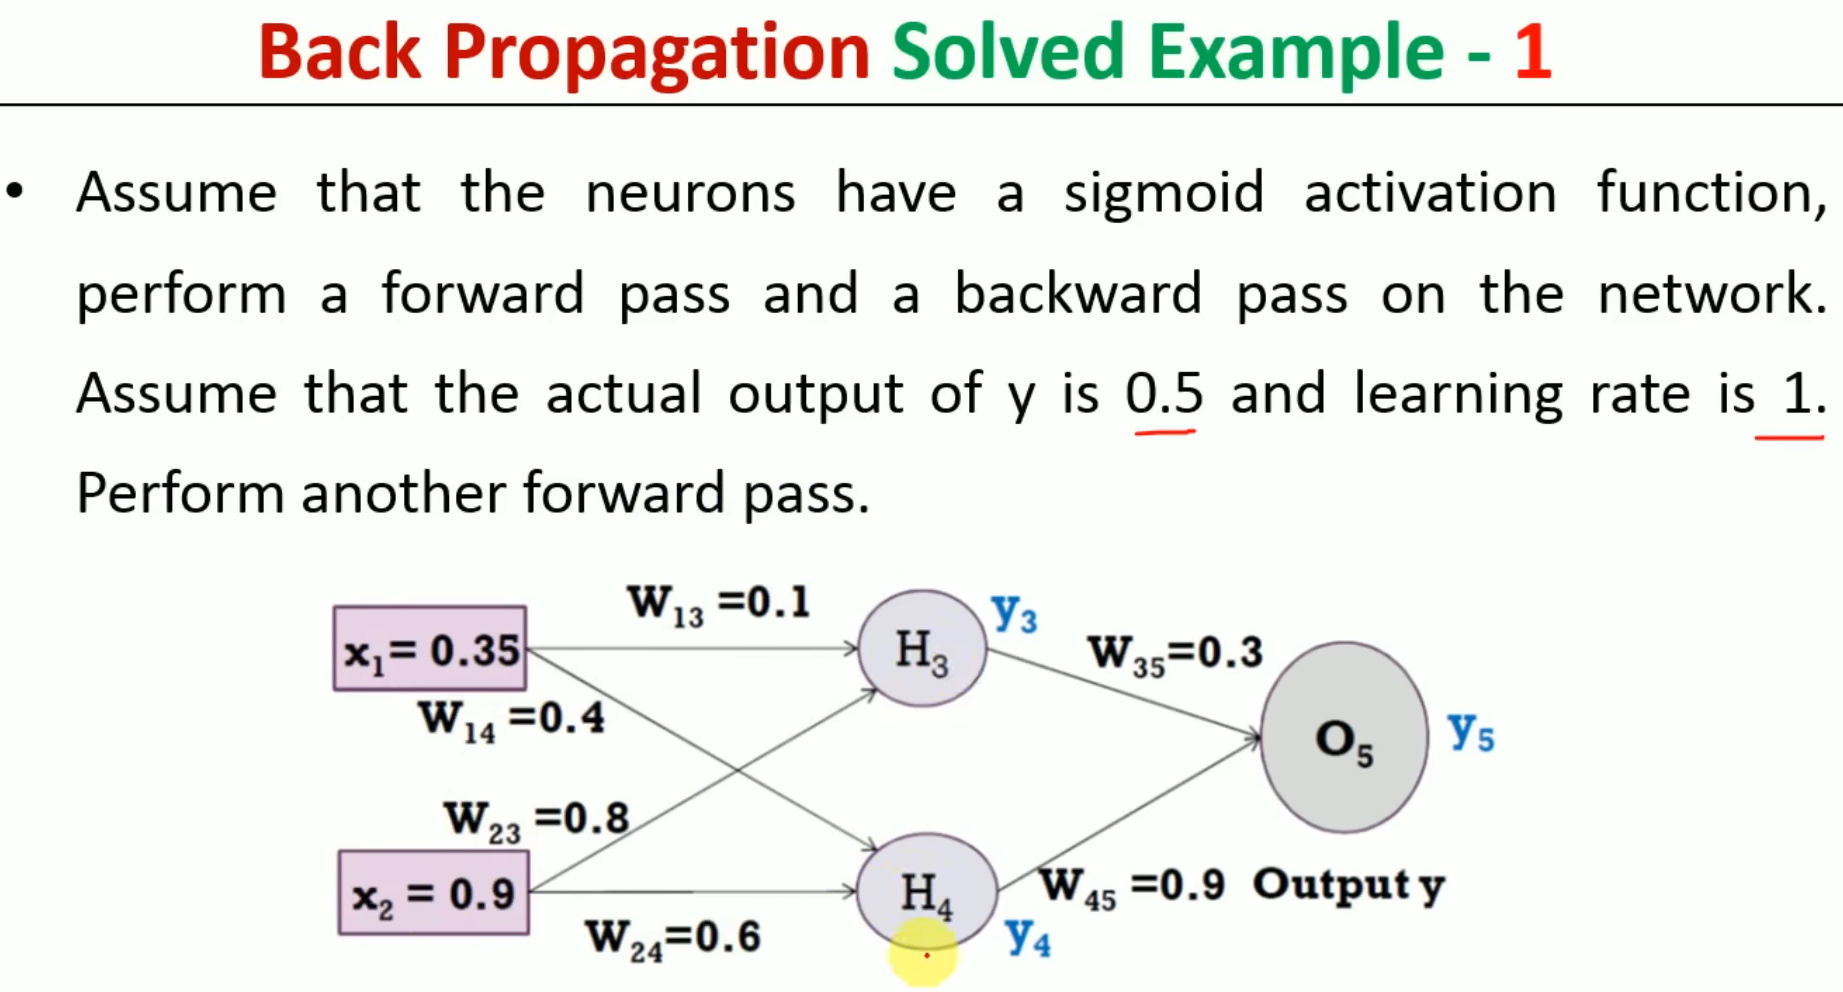 Back Propagation Solved Example - 1
• Assume that the neurons have a sigmoid activation function,
perform a forward pass and a backward pass on the network.
Assume that the actual output of y is 0.5 and learning rate is 1.
Perform another forward pass.
W13 =0.1
y3
x1= 0.35
H3
W35=0.3
W14 =0.4
O5
y5
W23 =0.8
x2 = 0.9
H4
W45 =0.9 Output y
W24=0.6
y4